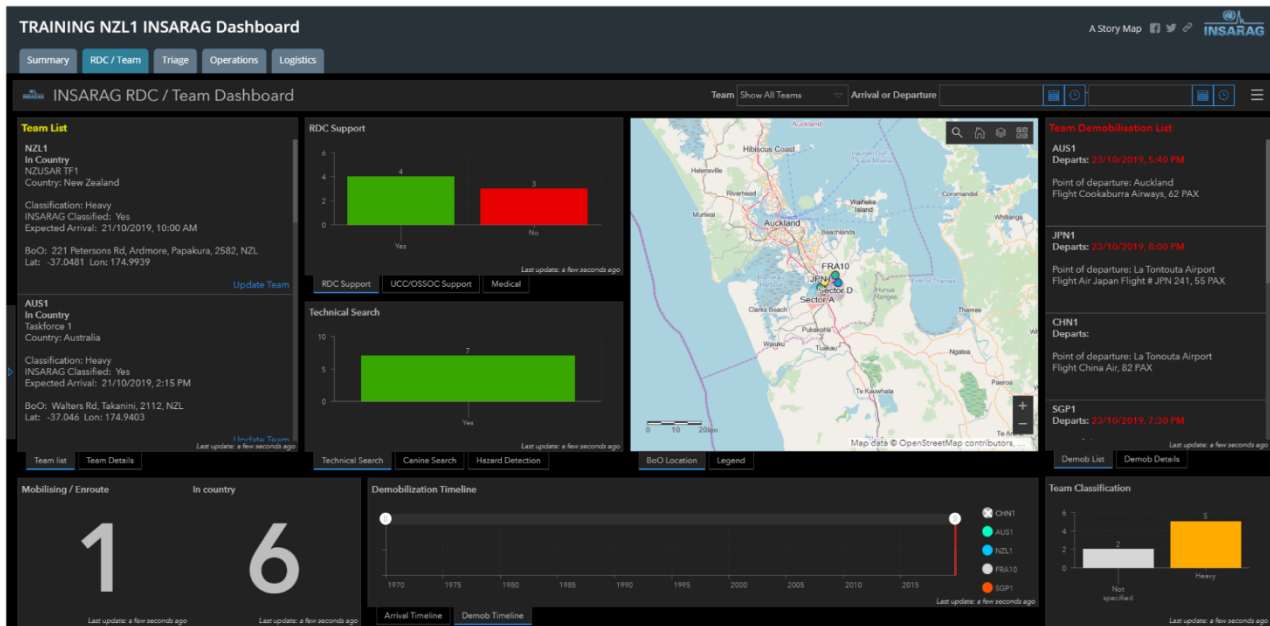 TRAINING NZL1 INSARAG Dashboard
A Story Map
INSARAG
Summary
RDC / Team
Triage
Operations
Logistics
INSARAG RDC / Team Dashboard
Team
Show All Teams
Arrival or Departure
Team List
NZL1
In Country
NZUSAR TF1
Country: New Zealand
Classification: Heavy
INSARAG Classified: Yes
Expected Arrival: 21/10/2019, 10:00 AM
BoO: 221 Petersons Rd, Ardmore, Papakura, 2582, NZL
Lat: -37.0481 Lon: 174.9939
Update Team
AUS1
In Country
Taskforce 1
Country: Australia
Classification: Heavy
INSARAG Classified: Yes
Expected Arrival: 21/10/2019, 2:15 PM
BoO: Walters Rd, Takanini, 2112, NZL
Lat: -37.046 Lon: 174.9403
Update Team
Last update: a few seconds ago
Team list
Team Details
RDC Support
6
4
2
0
4
3
Yes
No
Last update: a few seconds ago
RDC Support
UCC/OSSOC Support
Medical
Technical Search
10
5
0
7
Yes
Last update: a few seconds ago
Technical Search
Canine Search
Hazard Detection
Auckland
Hibiscus Coast
Helensville
Riverhead
Waiheke
Island
Coromandel
Muriwai
Auckland
Beachlands
Whitianga
FRA10
JPN1
Sector D
Sector A
Hunua
Ranges
Firth of Thames
Clarks Beach
Thames
Pukekohe
Waiuku
Tuakau
Ngatea
Paeroa
Te Kauwhata
0 10 20km
+
−
Map data © OpenStreetMap contributors, ...
BoO Location
Legend
Team Demobilisation List
AUS1
Departs: 23/10/2019, 5:40 PM
Point of departure: Auckland
Flight Cookaburra Airways, 62 PAX
JPN1
Departs: 23/10/2019, 8:00 PM
Point of departure: La Tontouta Airport
Flight Air Japan Flight # JPN 241, 55 PAX
CHN1
Departs:
Point of departure: La Tonouta Airport
Flight China Air, 82 PAX
SGP1
Departs: 23/10/2019, 7:30 PM
Last update: a few seconds ago
Demob List
Demob Details
Mobilising / Enroute
1
Last update: a few seconds ago
In country
6
Last update: a few seconds ago
Demobilization Timeline
1970 1975 1980 1985 1990 1995 2000 2005 2010 2015
CHN1
AUS1
NZL1
FRA10
SGP1
Last update: a few seconds ago
Arrival Timeline
Demob Timeline
Team Classification
6
4
2
0
2
5
Not
specified
Heavy
Last update: a few seconds ago